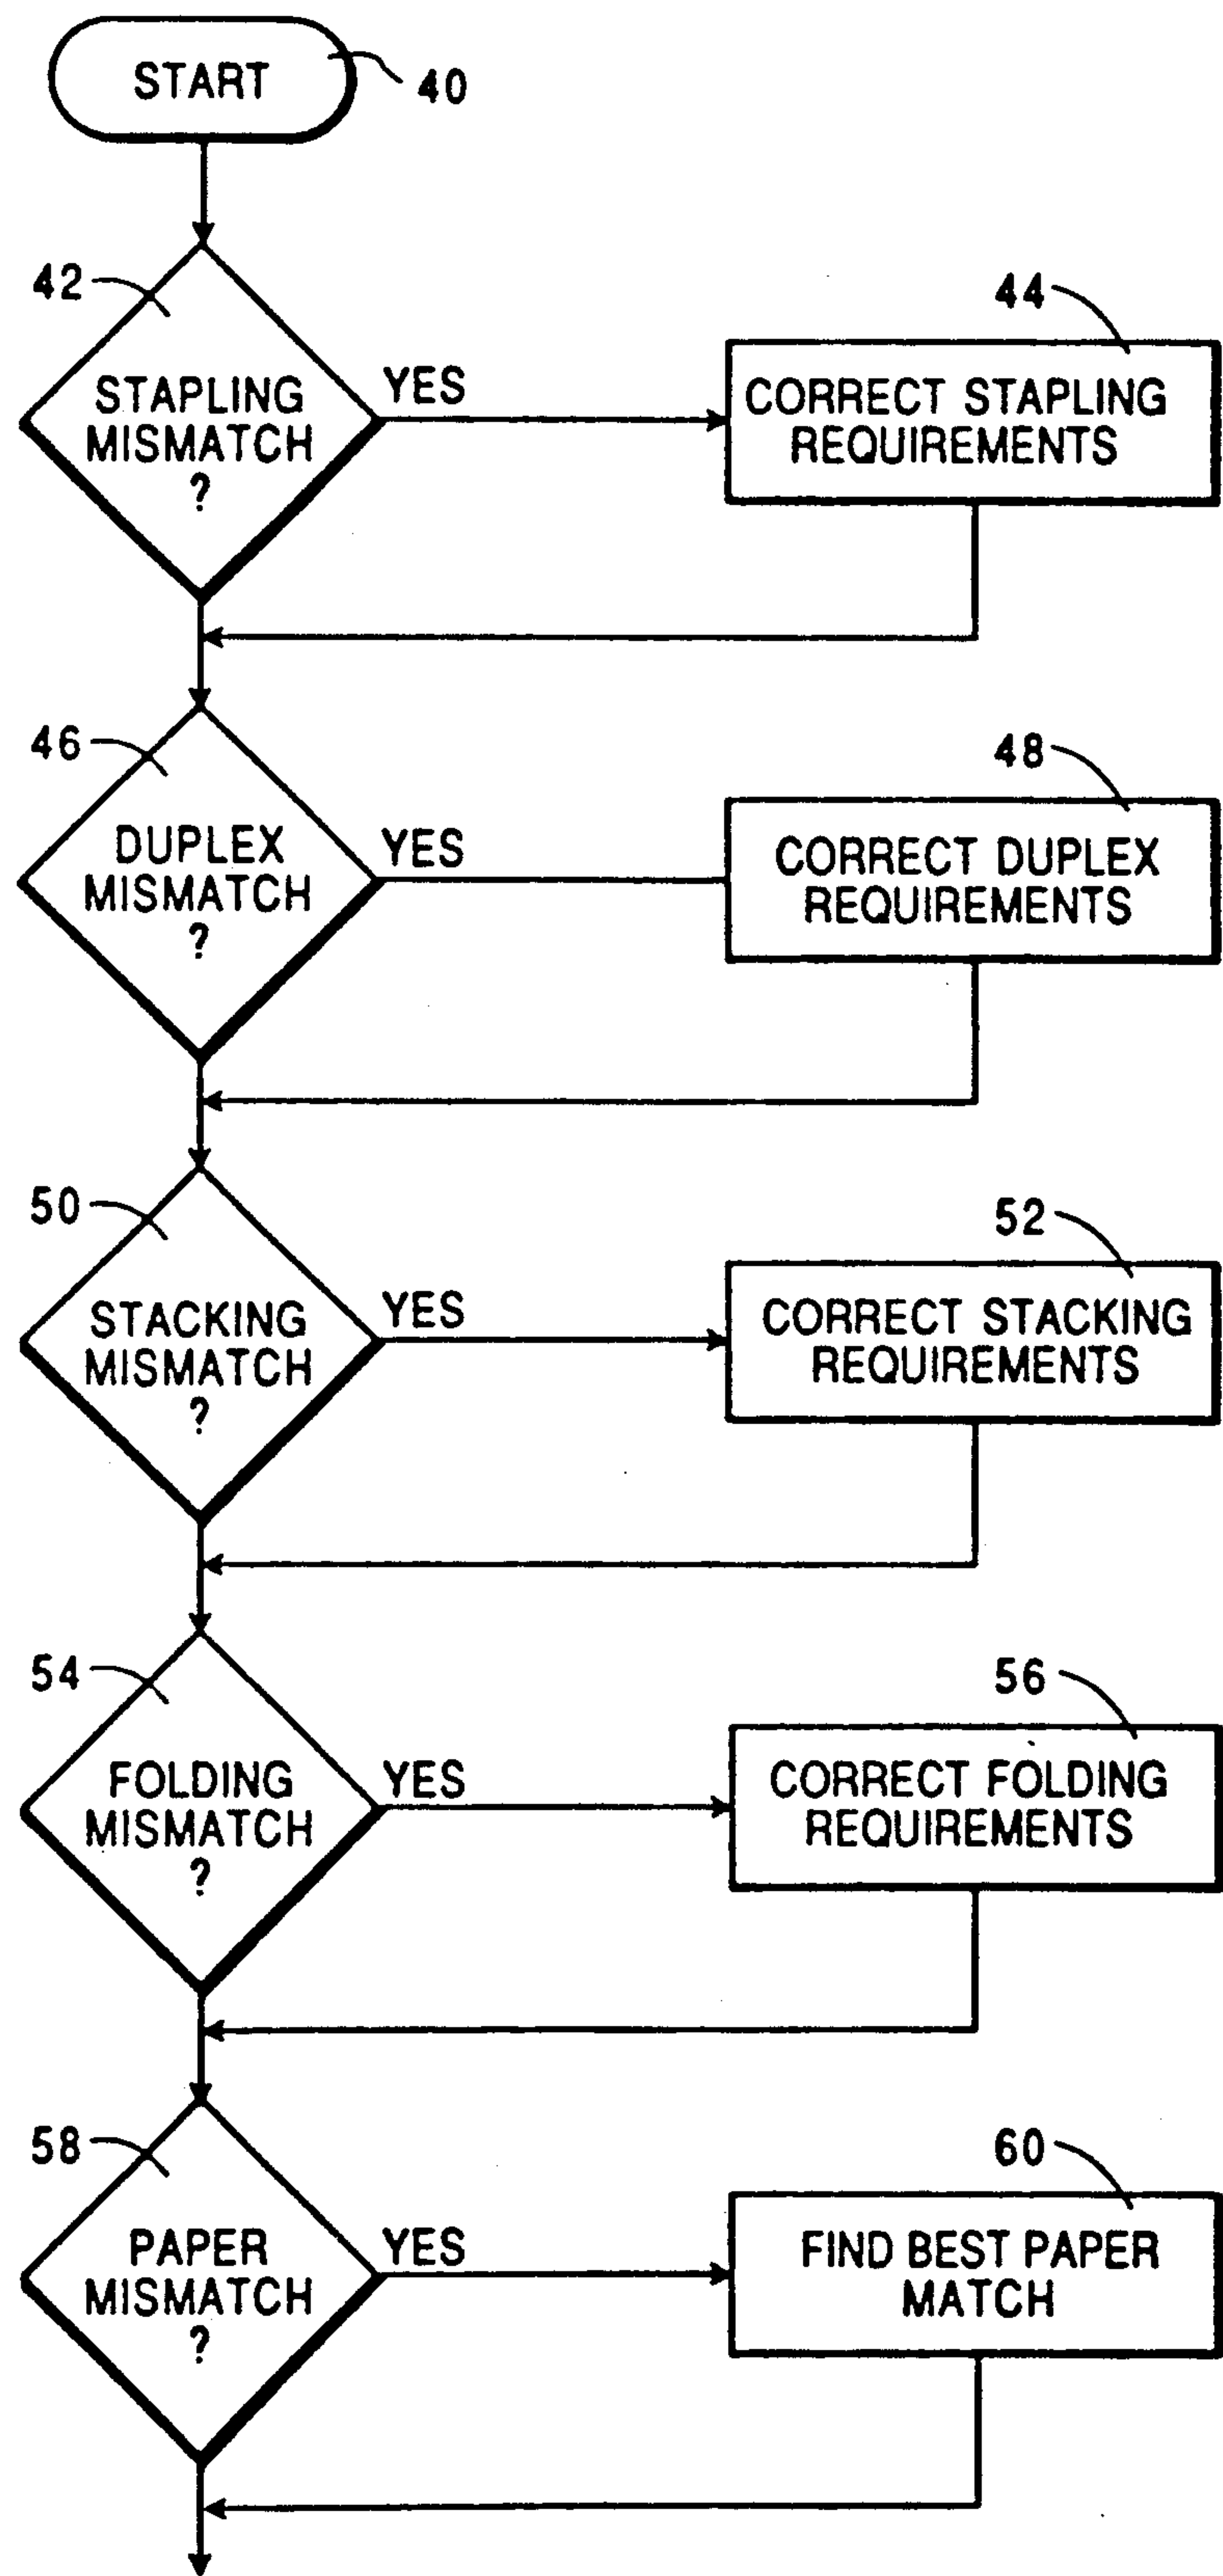 START
40
42
STAPLING
MISMATCH
?
YES
44
CORRECT STAPLING
REQUIREMENTS
46
DUPLEX
MISMATCH
?
YES
48
CORRECT DUPLEX
REQUIREMENTS
50
STACKING
MISMATCH
?
YES
52
CORRECT STACKING
REQUIREMENTS
54
FOLDING
MISMATCH
?
YES
56
CORRECT FOLDING
REQUIREMENTS
58
PAPER
MISMATCH
?
YES
60
FIND BEST PAPER
MATCH